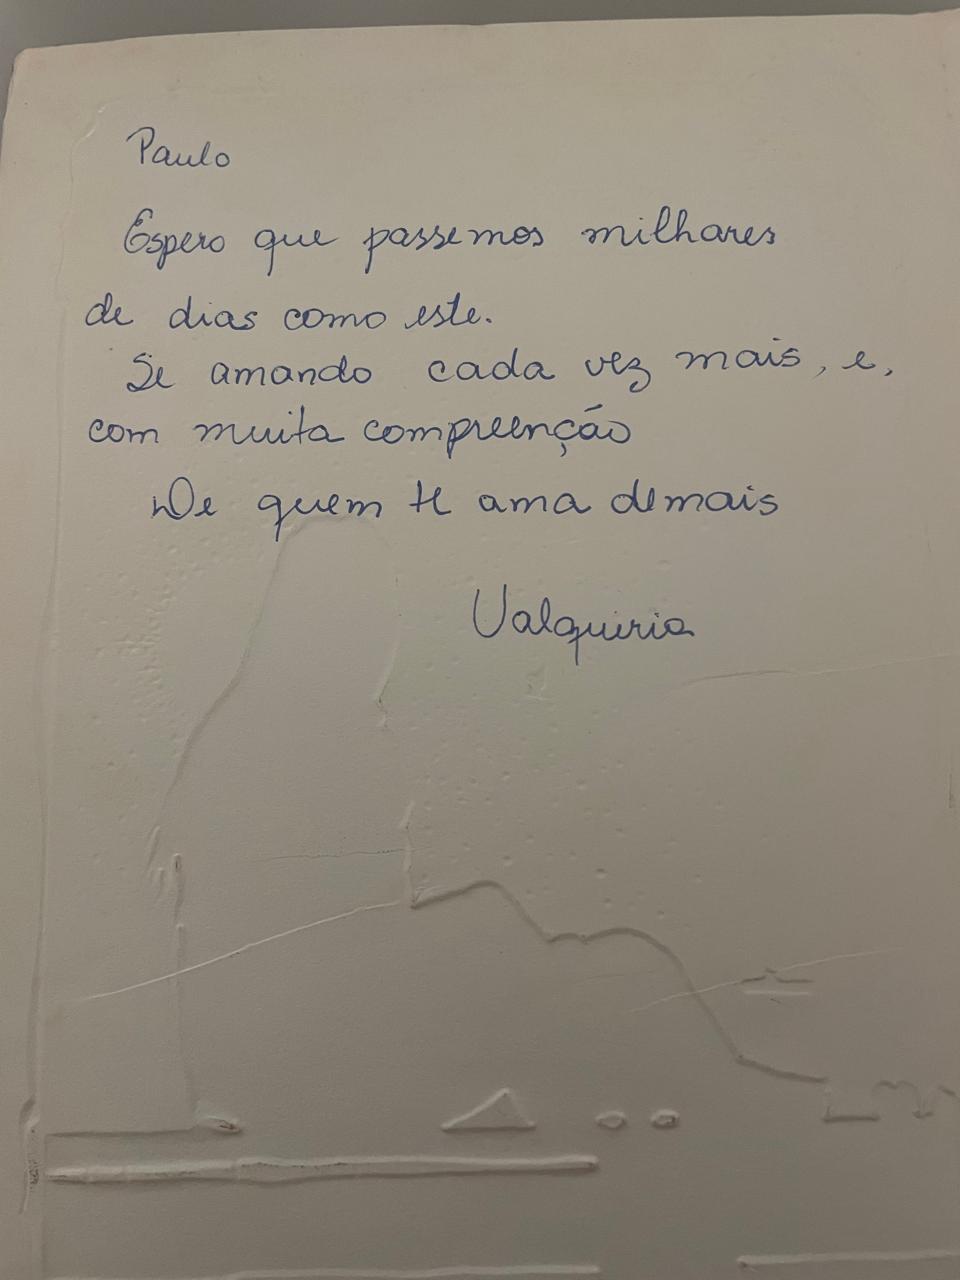 Paulo
Espero que passemos milhares
de dias como este.
Se amando cada vez mais, e,
com muita compreenção
De quem te ama demais
Valquiria